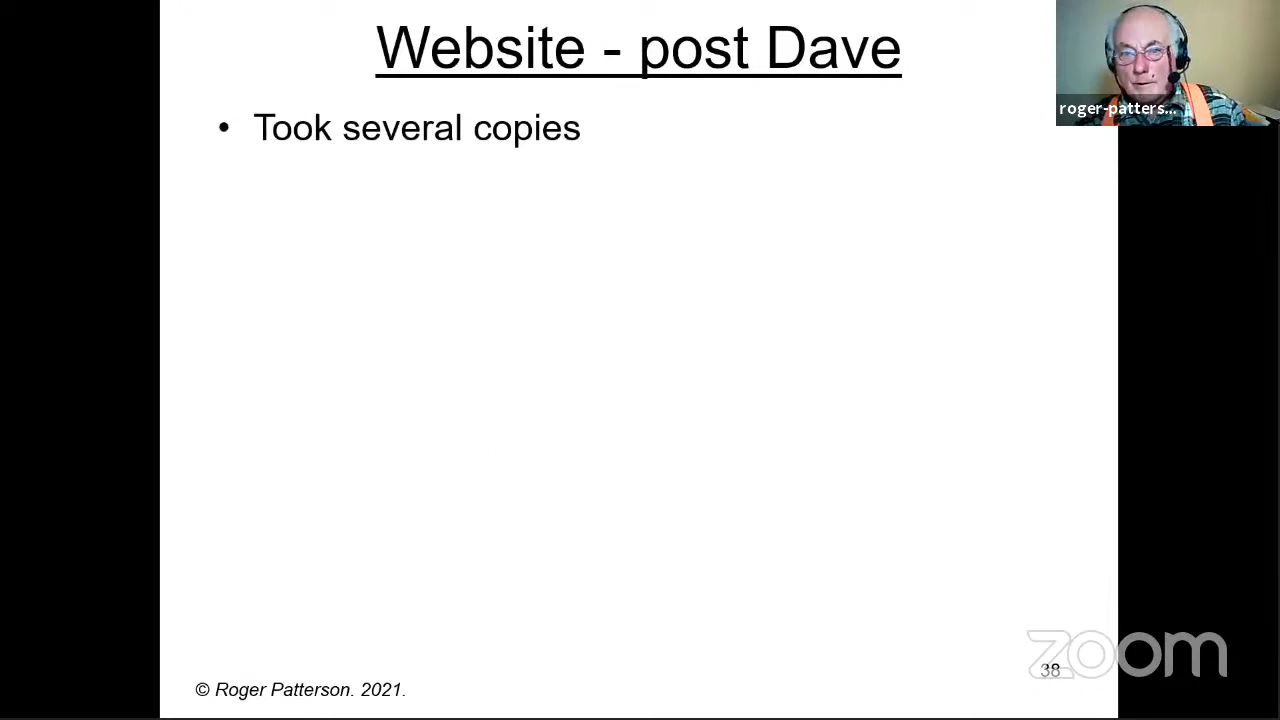 Website - post Dave
roger-patters...
• Took several copies
zoom
38
© Roger Patterson. 2021.